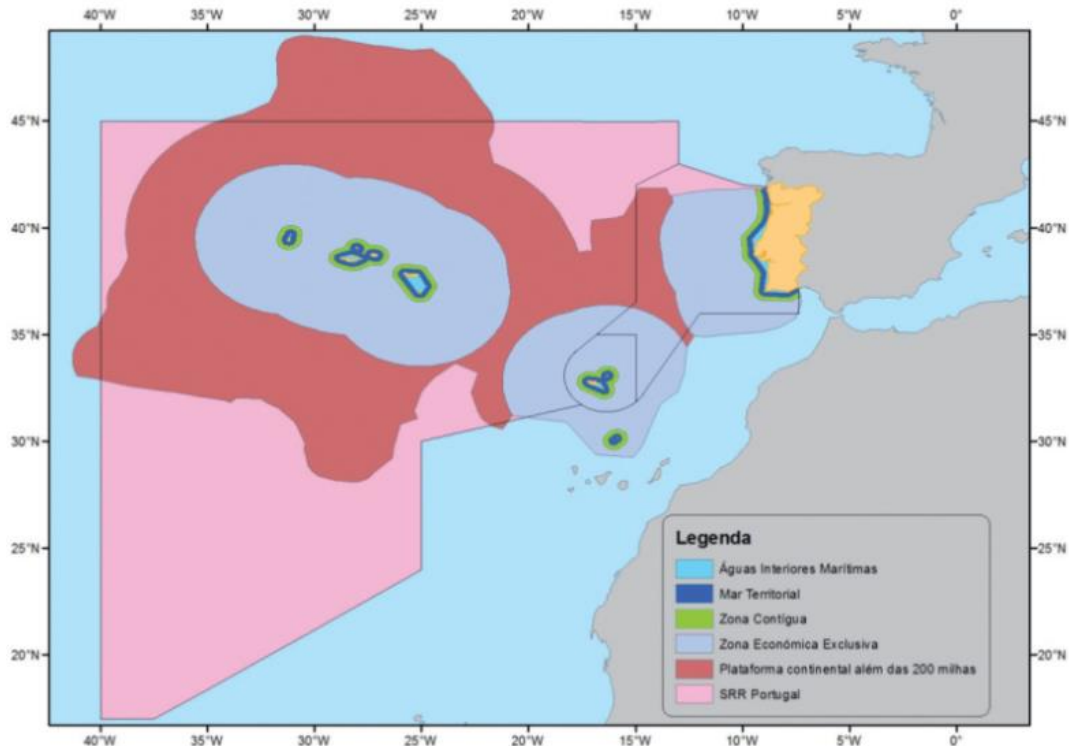 40°W 35°W 30°W 25°W 20°W 15°W 10°W 5°W 0°
45°N 45°N
40°N 40°N
35°N 35°N
30°N 30°N
25°N 25°N
20°N 20°N
Legenda
Águas Interiores Marítimas
Mar Territorial
Zona Contígua
Zona Económica Exclusiva
Plataforma continental além das 200 milhas
SRR Portugal
40°W 35°W 30°W 25°W 20°W 15°W 10°W 5°W 0°